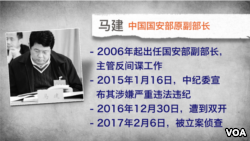 马建 中国国安部原副部长
- 2006年起出任国安部副部长，
主管反间谍工作
- 2015年1月16日，中纪委宣
布其涉嫌严重违法违纪
- 2016年12月30日，遭到双开
- 2017年2月6日，被立案侦查
VOA